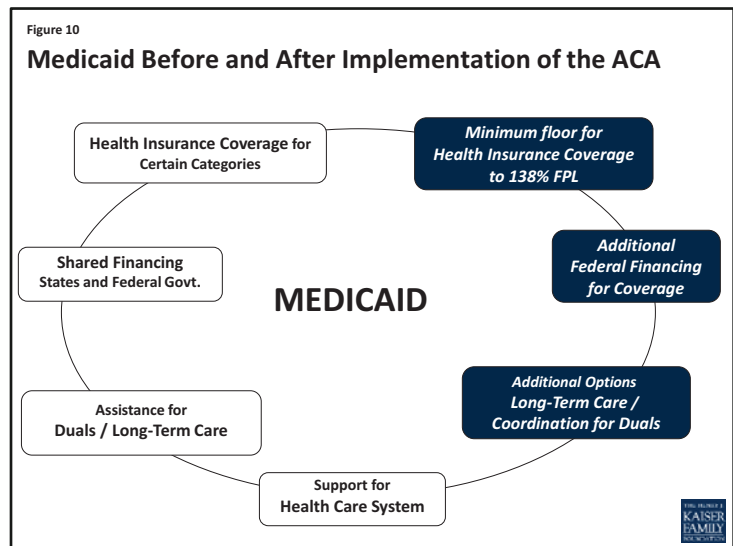 Figure 10
Medicaid Before and After Implementation of the ACA
Health Insurance Coverage for
Certain Categories
Minimum floor for
Health Insurance Coverage
to 138% FPL
Shared Financing
States and Federal Govt.
Additional
Federal Financing
for Coverage
MEDICAID
Assistance for
Duals / Long-Term Care
Additional Options
Long-Term Care /
Coordination for Duals
Support for
Health Care System
THE HENRY J.
KAISER
FAMILY
FOUNDATION